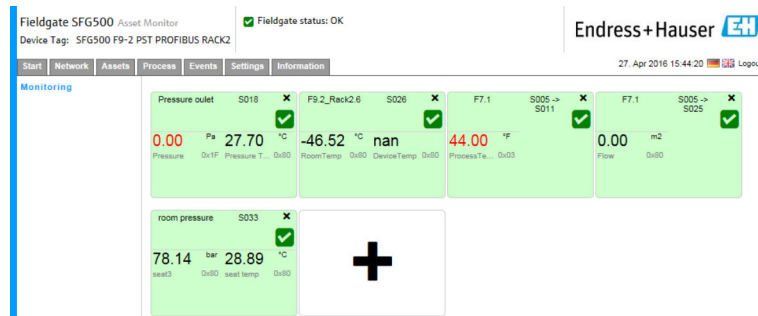 Fieldgate SFG500 Asset Monitor
Fieldgate status: OK
Device Tag: SFG500 F9-2 PST PROFIBUS RACK2
Endress+Hauser EH
Start Network Assets Process Events Settings Information
27. Apr 2016 15:44:20 Logou
Monitoring
Pressure oulet S018
0.00 Pa 27.70 °C
Pressure 0x1F Pressure T... 0x80
F9.2_Rack2.6 S026
-46.52 °C nan
RoomTemp 0x80 DeviceTemp 0x80
F7.1 S005 ->
S011
44.00 °F
ProcessTe... 0x03
F7.1 S005 ->
S025
0.00 m2
Flow 0x80
room pressure S033
78.14 bar 28.89 °C
seat3 0x80 seat temp 0x80